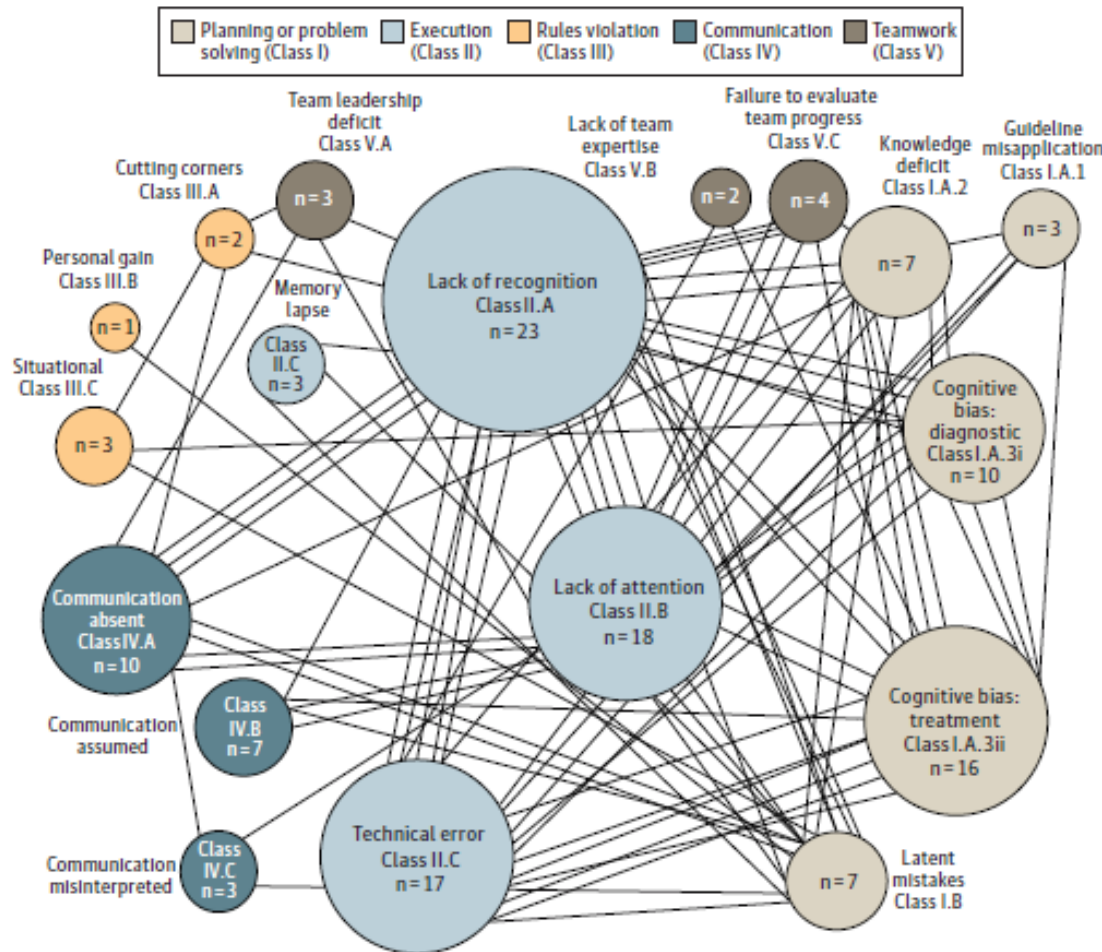 Planning or problem
solving (Class I)
Execution
(Class II)
Rules violation
(Class III)
Communication
(Class IV)
Teamwork
(Class V)
Team leadership
deficit
Class V.A
n=3
Lack of team
expertise
Class V.B
n=2
Failure to evaluate
team progress
Class V.C
n=4
Knowledge
deficit
Class I.A.2
n=7
Guideline
misapplication
Class I.A.1
n=3
Cutting corners
Class III.A
n=2
Personal gain
Class III.B
n=1
Memory
lapse
Class
II.C
n=3
Lack of recognition
Class II.A
n=23
Situational
Class III.C
n=3
Cognitive
bias:
diagnostic
Class I.A.3i
n=10
Communication
absent
Class IV.A
n=10
Lack of attention
Class II.B
n=18
Cognitive bias:
treatment
Class I.A.3ii
n=16
Communication
assumed
Class
IV.B
n=7
Communication
misinterpreted
Class
IV.C
n=3
Technical error
Class II.C
n=17
n=7
Latent
mistakes
Class I.B